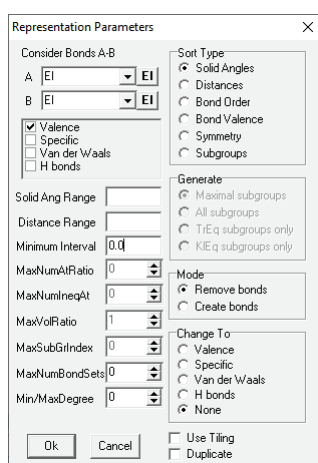 Representation Parameters
Consider Bonds A-B
A El El
B El El
Valence
Specific
Van der Waals
H bonds
Solid Ang Range
Distance Range
Minimum Interval 0.0
MaxNumAtRatio 0
MaxNumIneqAt 0
MaxVolRatio 1
MaxSubGrIndex 0
MaxNumBondSets 0
Min/MaxDegree 0
Ok Cancel
Sort Type
Solid Angles
Distances
Bond Order
Bond Valence
Symmetry
Subgroups
Generate
Maximal subgroups
All subgroups
TrEq subgroups only
KlEq subgroups only
Mode
Remove bonds
Create bonds
Change To
Valence
Specific
Van der Waals
H bonds
None
Use Tiling
Duplicate